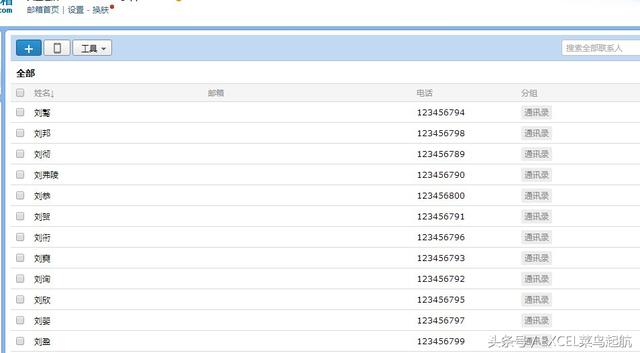 箱
.com
邮箱首页 | 设置 - 换肤
+ 工具
搜索全部联系人
全部
姓名↓ 邮箱 电话 分组
刘骜 123456794 通讯录
刘邦 123456798 通讯录
刘彻 123456789 通讯录
刘弗陵 123456790 通讯录
刘恭 123456800 通讯录
刘贺 123456791 通讯录
刘衎 123456796 通讯录
刘奭 123456793 通讯录
刘询 123456792 通讯录
刘欣 123456795 通讯录
刘婴 123456797 通讯录
刘盈 123456799 通讯录
头条号/EXCEL菜鸟起航